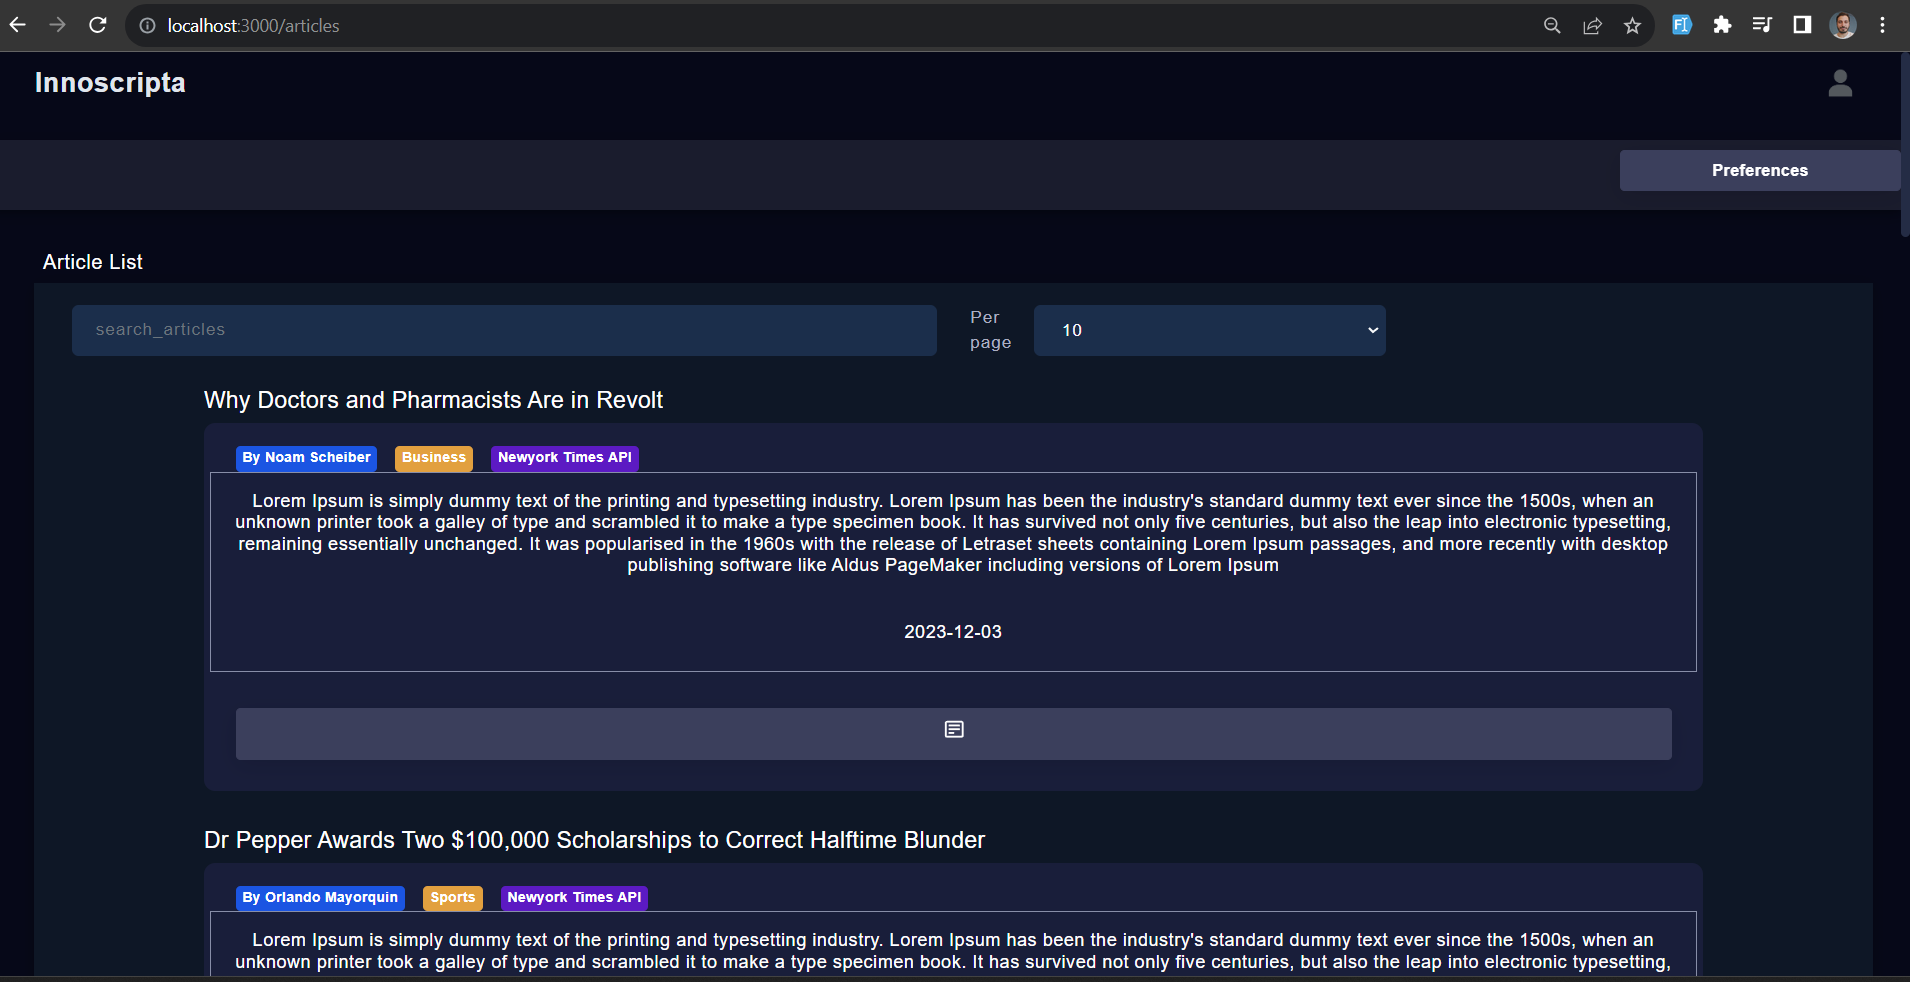 localhost:3000/articles
Innoscripta
Preferences
Article List
search_articles
Per
page
10
Why Doctors and Pharmacists Are in Revolt
By Noam Scheiber Business Newyork Times API
Lorem Ipsum is simply dummy text of the printing and typesetting industry. Lorem Ipsum has been the industry's standard dummy text ever since the 1500s, when an
unknown printer took a galley of type and scrambled it to make a type specimen book. It has survived not only five centuries, but also the leap into electronic typesetting,
remaining essentially unchanged. It was popularised in the 1960s with the release of Letraset sheets containing Lorem Ipsum passages, and more recently with desktop
publishing software like Aldus PageMaker including versions of Lorem Ipsum
2023-12-03
Dr Pepper Awards Two $100,000 Scholarships to Correct Halftime Blunder
By Orlando Mayorquin Sports Newyork Times API
Lorem Ipsum is simply dummy text of the printing and typesetting industry. Lorem Ipsum has been the industry's standard dummy text ever since the 1500s, when an
unknown printer took a galley of type and scrambled it to make a type specimen book. It has survived not only five centuries, but also the leap into electronic typesetting,